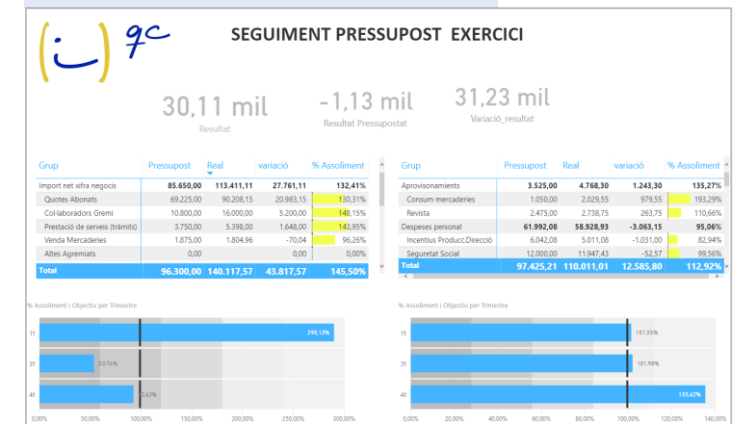 qc
SEGUIMENT PRESSUPOST EXERCICI
30,11 mil
Resultat
-1,13 mil
Resultat Pressupostat
31,23 mil
Variació_resultat
Grup Pressupost Real variació % Assoliment
Import net xifra negocis 85.650,00 113.411,11 27.761,11 132,41%
Quotes Abonats 69.225,00 90.208,15 20.983,15 130,31%
Col·laboradors Gremi 10.800,00 16.000,00 5.200,00 148,15%
Prestació de serveis (tràmits) 3.750,00 5.398,00 1.648,00 143,95%
Venda Mercaderies 1.875,00 1.804,96 -70,04 96,26%
Altes Agremiats 0,00 0,00 0,00 0,00%
Total 96.300,00 140.117,57 43.817,57 145,50%
Grup Pressupost Real variació % Assoliment
Aprovisonaments 3.525,00 4.768,30 1.243,30 135,27%
Consum mercaderies 1.050,00 2.029,55 979,55 193,29%
Revista 2.475,00 2.738,75 263,75 110,66%
Despeses personal 61.992,08 58.928,93 -3.063,15 95,06%
Incentius Producc.Direcció 6.042,08 5.011,08 -1.031,00 82,94%
Seguretat Social 12.000,00 11.947,43 -52,57 99,56%
Total 97.425,21 110.011,01 12.585,80 112,92%
% Assoliment i Objectiu per Trimestre
1t 290,13%
2t
4t
0,00% 50,00% 100,00% 150,00% 200,00% 250,00% 300,00%
% Assoliment i Objectiu per Trimestre
1t 101,35%
2t 101,98%
4t 135,42%
0,00% 20,00% 40,00% 60,00% 80,00% 100,00% 120,00% 140,00%